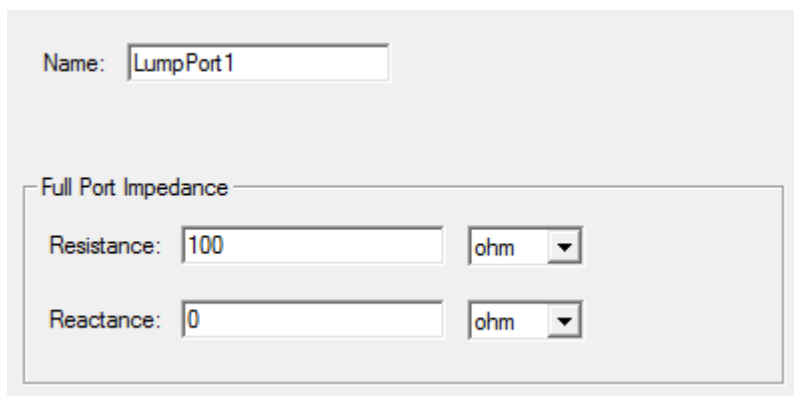 Name: LumpPort1
Full Port Impedance
Resistance: 100 ohm
Reactance: 0 ohm